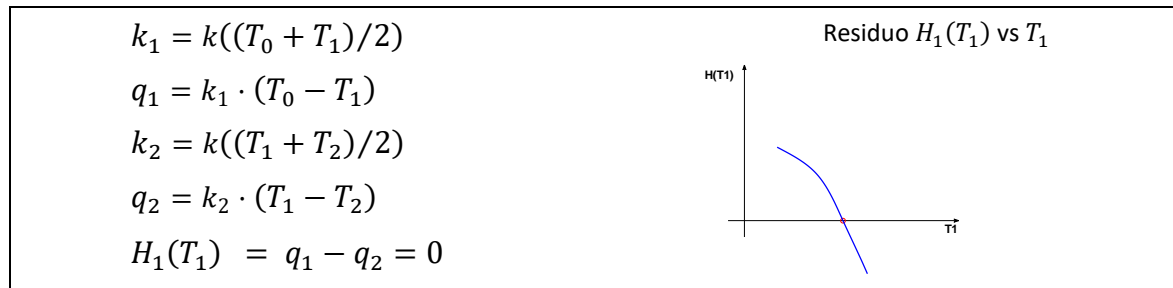 k₁ = k((T₀ + T₁)/2)
q₁ = k₁ · (T₀ − T₁)
k₂ = k((T₁ + T₂)/2)
q₂ = k₂ · (T₁ − T₂)
H₁(T₁) = q₁ − q₂ = 0
Residuo H₁(T₁) vs T₁
H(T1)
T1